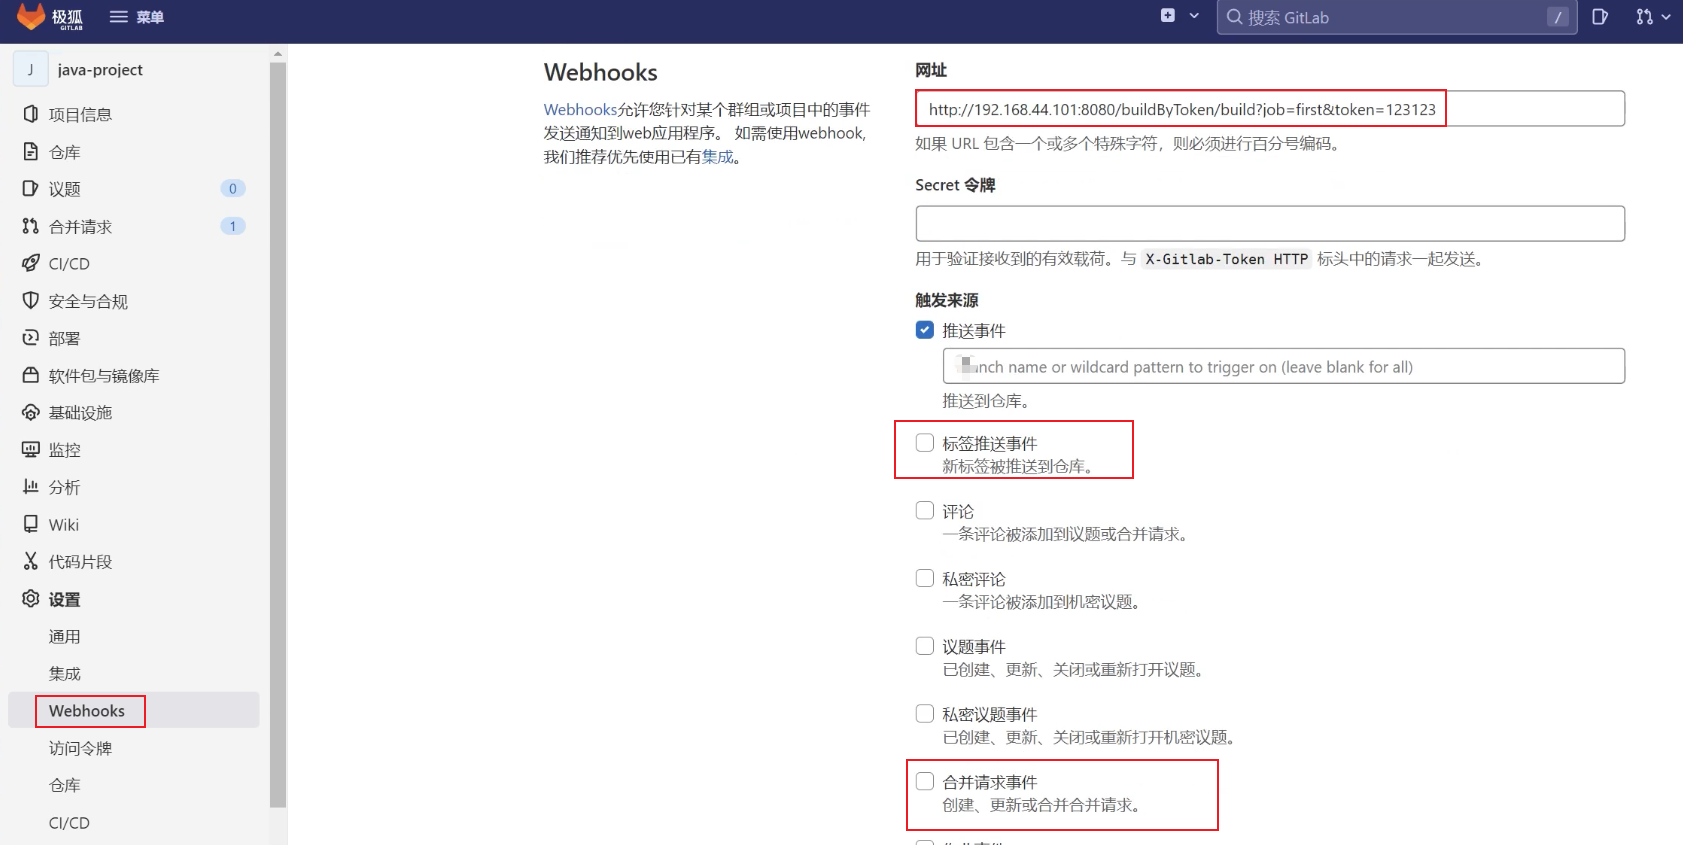 极狐
GITLAB
菜单
搜索 GitLab
/
J
java-project
项目信息
仓库
议题
0
合并请求
1
CI/CD
安全与合规
部署
软件包与镜像库
基础设施
监控
分析
Wiki
代码片段
设置
通用
集成
Webhooks
访问令牌
仓库
CI/CD
Webhooks
Webhooks允许您针对某个群组或项目中的事件
发送通知到web应用程序。 如需使用webhook,
我们推荐优先使用已有集成。
网址
http://192.168.44.101:8080/buildByToken/build?job=first&token=123123
如果 URL 包含一个或多个特殊字符，则必须进行百分号编码。
Secret 令牌
用于验证接收到的有效载荷。与 X-Gitlab-Token HTTP 标头中的请求一起发送。
触发来源
推送事件
name or wildcard pattern to trigger on (leave blank for all)
推送到仓库。
标签推送事件
新标签被推送到仓库。
评论
一条评论被添加到议题或合并请求。
私密评论
一条评论被添加到机密议题。
议题事件
已创建、更新、关闭或重新打开议题。
私密议题事件
已创建、更新、关闭或重新打开机密议题。
合并请求事件
创建、更新或合并合并请求。